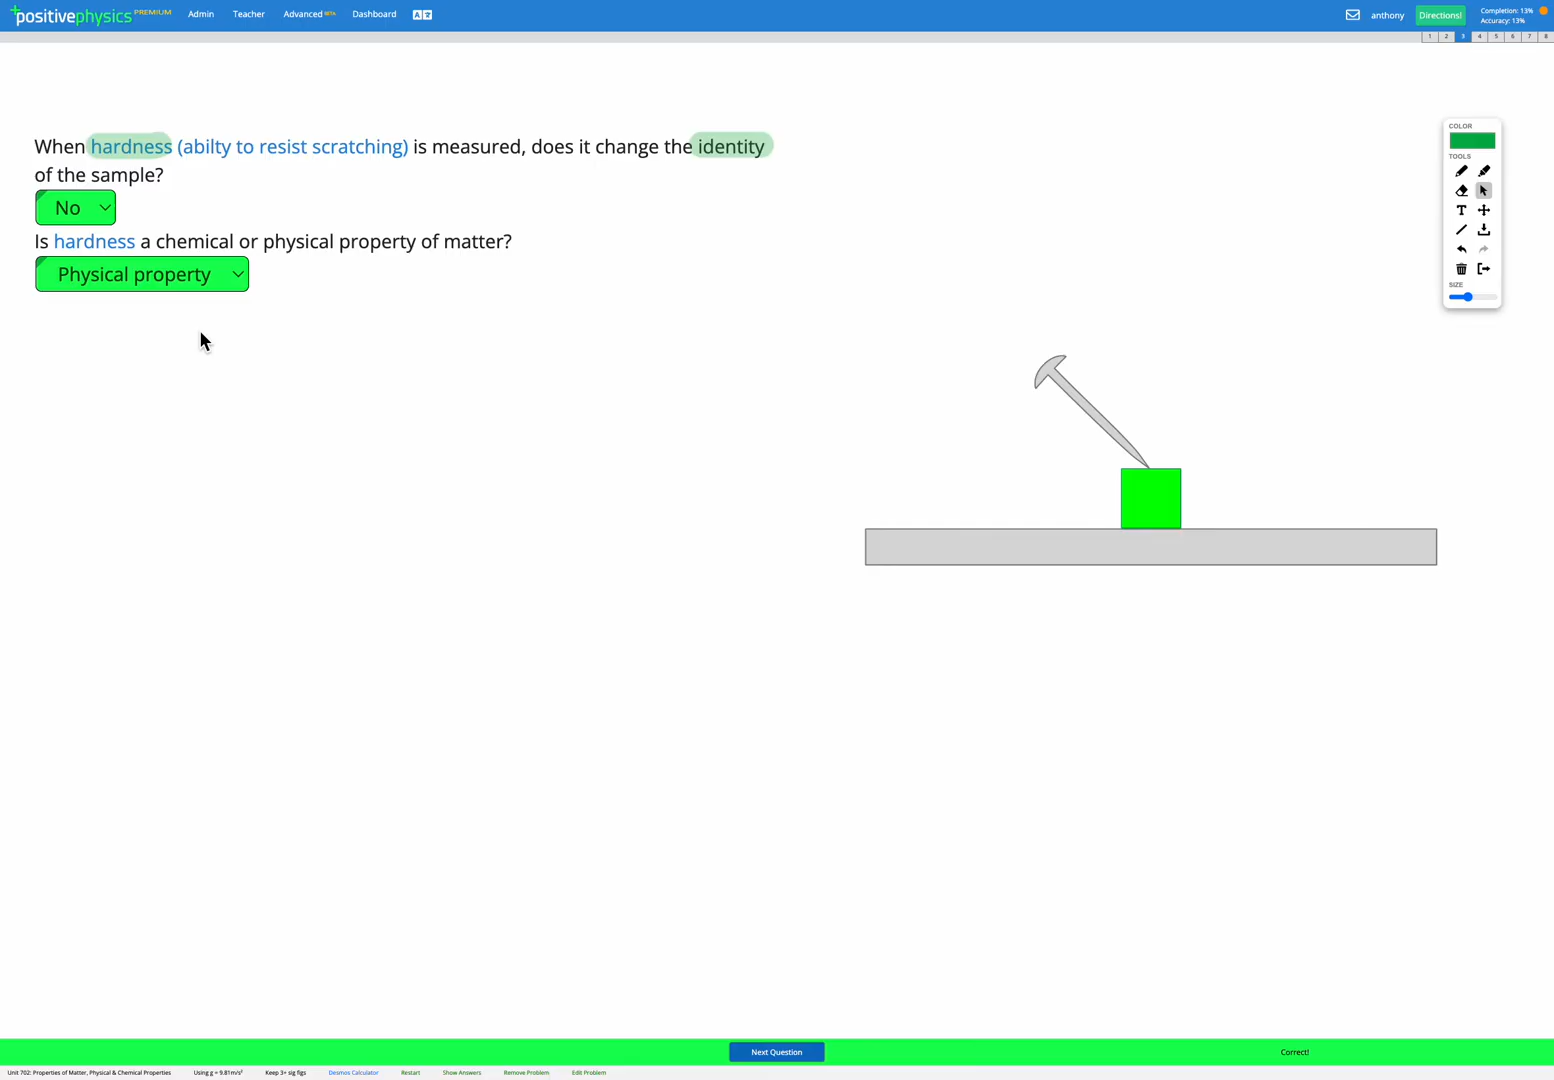 +positivephysics PREMIUM Admin Teacher Advanced BETA Dashboard anthony Directions! Completion: 13%
Accuracy: 13%
1 2 3 4 5 6 7 8
When hardness (abilty to resist scratching) is measured, does it change the identity
of the sample?
No
Is hardness a chemical or physical property of matter?
Physical property
COLOR
TOOLS
T
SIZE
Next Question Correct!
Unit 702: Properties of Matter, Physical & Chemical Properties Using g = 9.81m/s² Keep 3+ sig figs Desmos Calculator Restart Show Answers Remove Problem Edit Problem